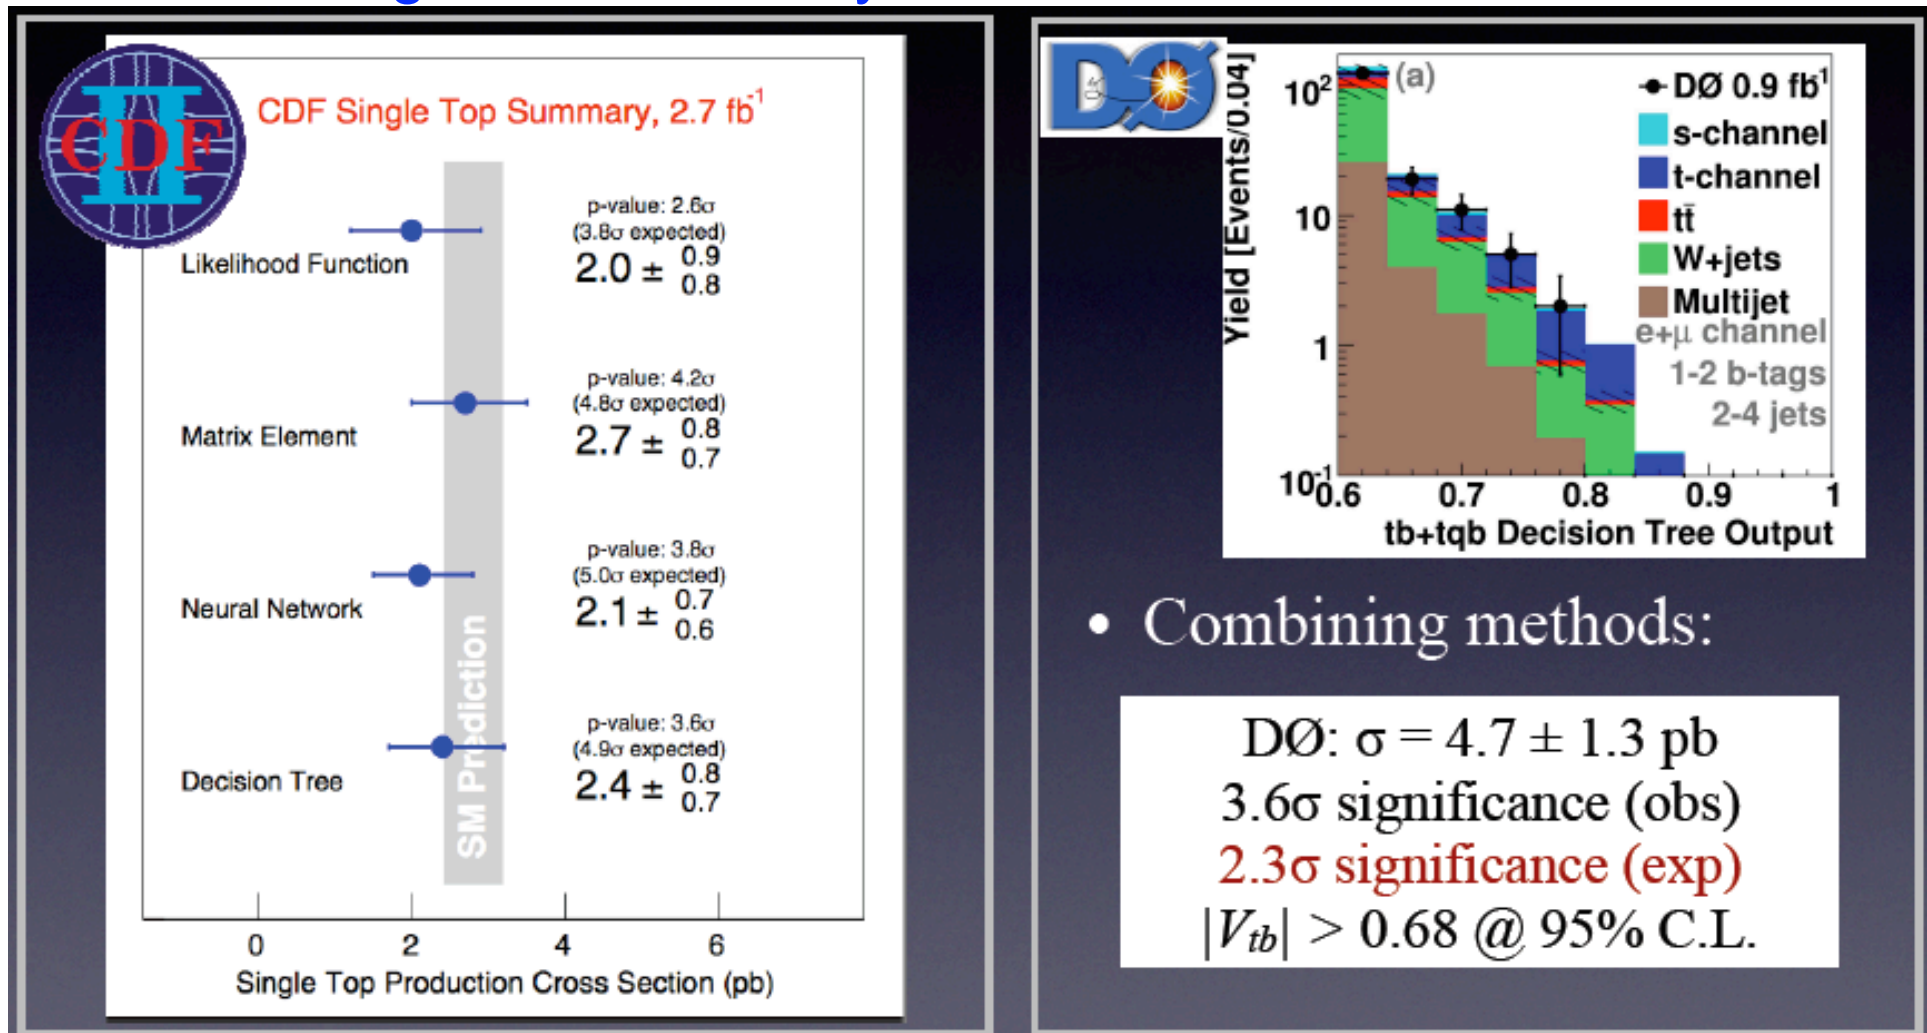 CDF
II
CDF Single Top Summary, 2.7 fb⁻¹
p-value: 2.6σ
(3.8σ expected)
Likelihood Function
2.0 ± 0.9 0.8
p-value: 4.2σ
(4.8σ expected)
Matrix Element
2.7 ± 0.8 0.7
p-value: 3.8σ
(5.0σ expected)
Neural Network
2.1 ± 0.7 0.6
p-value: 3.6σ
(4.9σ expected)
Decision Tree
2.4 ± 0.8 0.7
SM Prediction
0 2 4 6
Single Top Production Cross Section (pb)
DØ
Yield [Events/0.04]
10²
10
1
10⁻¹
(a)
DØ 0.9 fb⁻¹
s-channel
t-channel
tt̄
W+jets
Multijet
e+μ channel
1-2 b-tags
2-4 jets
0.6 0.7 0.8 0.9 1
tb+tqb Decision Tree Output
• Combining methods:
DØ: σ = 4.7 ± 1.3 pb
3.6σ significance (obs)
2.3σ significance (exp)
|Vtb| > 0.68 @ 95% C.L.